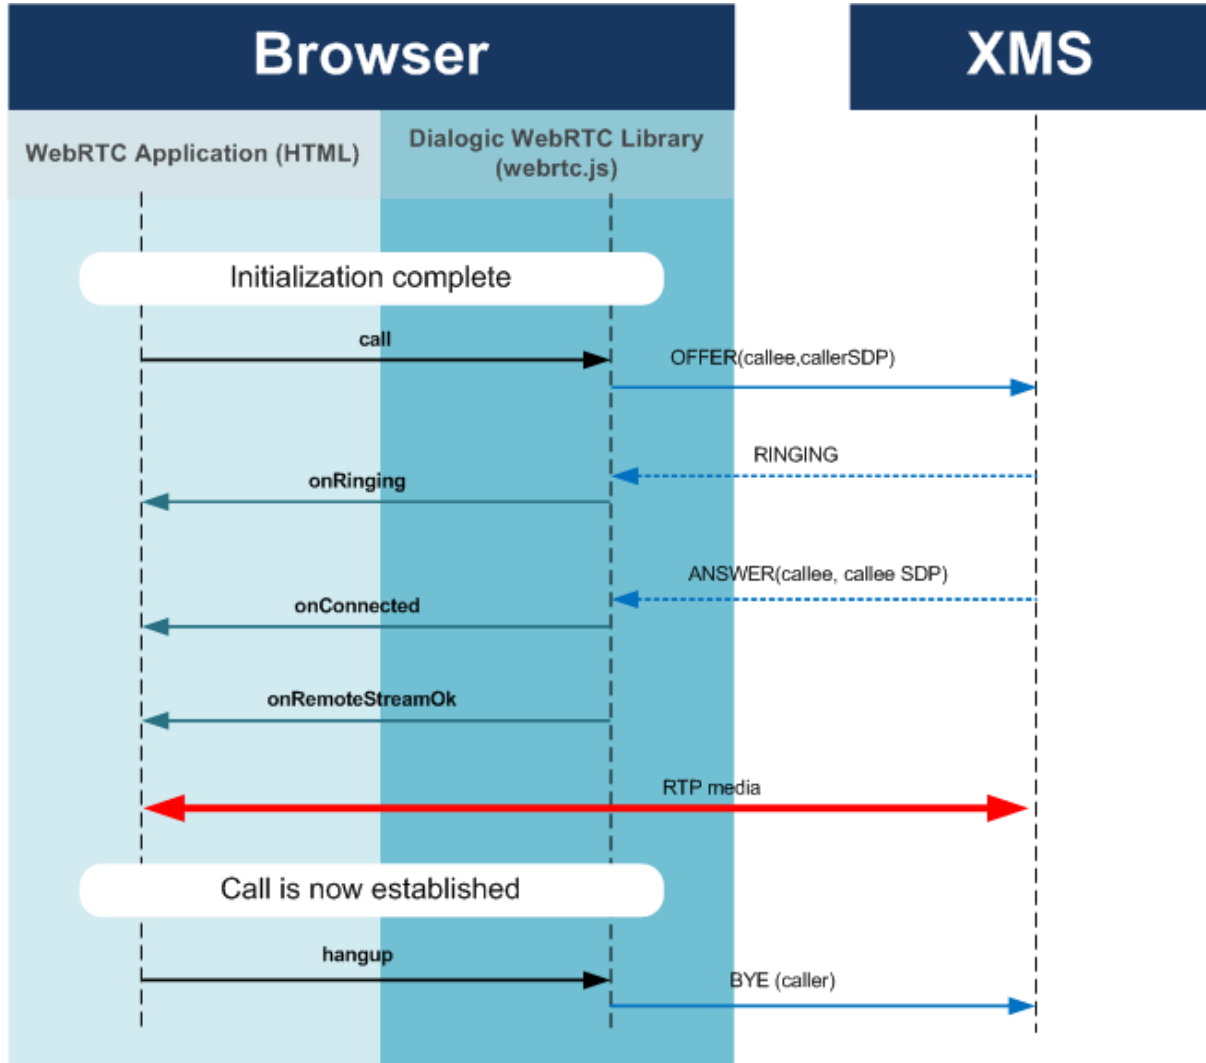 Browser
XMS
WebRTC Application (HTML)
Dialogic WebRTC Library
(webrtc.js)
Initialization complete
call
OFFER(callee,callerSDP)
RINGING
onRinging
ANSWER(callee, callee SDP)
onConnected
onRemoteStreamOk
RTP media
Call is now established
hangup
BYE (caller)